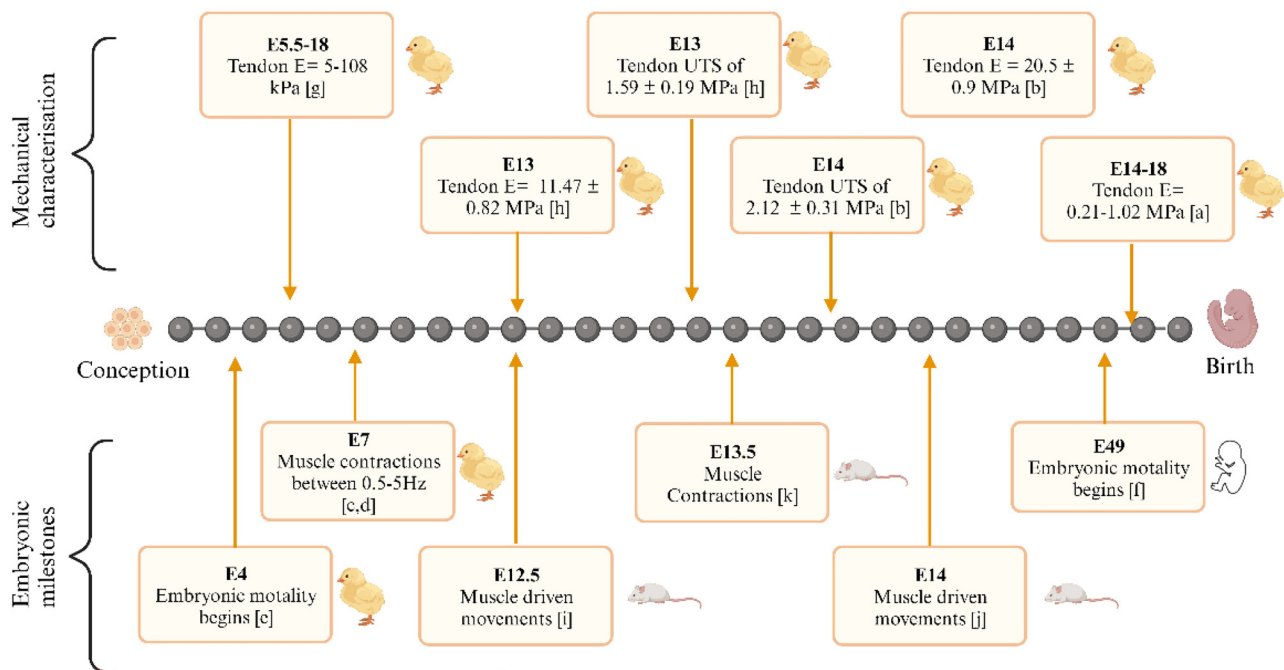 Mechanical
characterisation
E5.5-18
Tendon E= 5-108
kPa [g]
E13
Tendon E= 11.47 ±
0.82 MPa [h]
E13
Tendon UTS of
1.59 ± 0.19 MPa [h]
E14
Tendon UTS of
2.12 ± 0.31 MPa [b]
E14
Tendon E = 20.5 ±
0.9 MPa [b]
E14-18
Tendon E=
0.21-1.02 MPa [a]
Conception
Birth
Embryonic
milestones
E4
Embryonic motality
begins [e]
E7
Muscle contractions
between 0.5-5Hz
[c,d]
E12.5
Muscle driven
movements [i]
E13.5
Muscle
Contractions [k]
E14
Muscle driven
movements [j]
E49
Embryonic motality
begins [f]